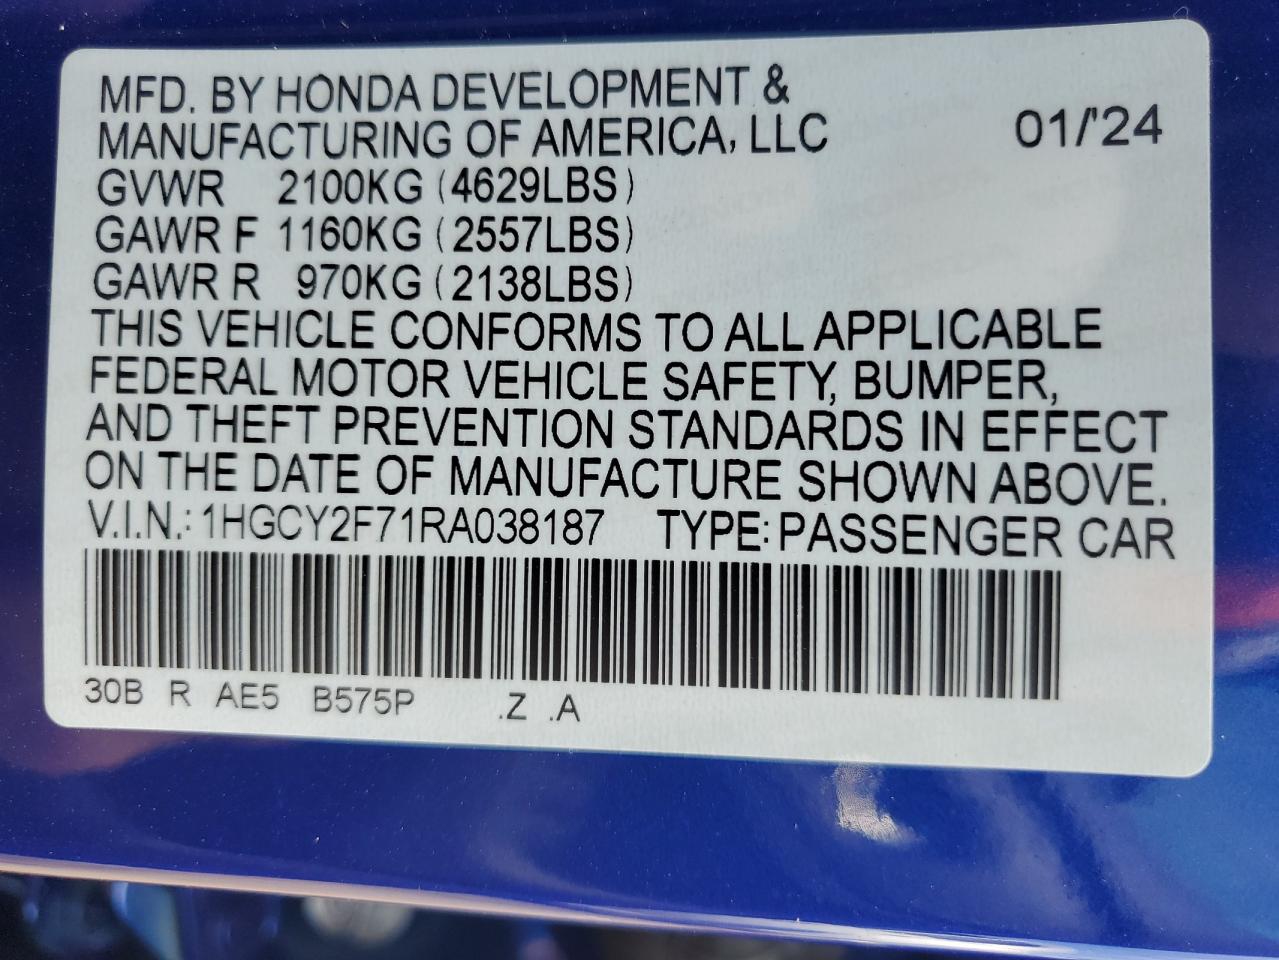 MFD. BY HONDA DEVELOPMENT &
MANUFACTURING OF AMERICA, LLC 01/'24
GVWR 2100KG (4629LBS)
GAWR F 1160KG (2557LBS)
GAWR R 970KG (2138LBS)
THIS VEHICLE CONFORMS TO ALL APPLICABLE
FEDERAL MOTOR VEHICLE SAFETY, BUMPER,
AND THEFT PREVENTION STANDARDS IN EFFECT
ON THE DATE OF MANUFACTURE SHOWN ABOVE.
V.I.N.: 1HGCY2F71RA038187 TYPE: PASSENGER CAR
30B R AE5 B575P .Z .A